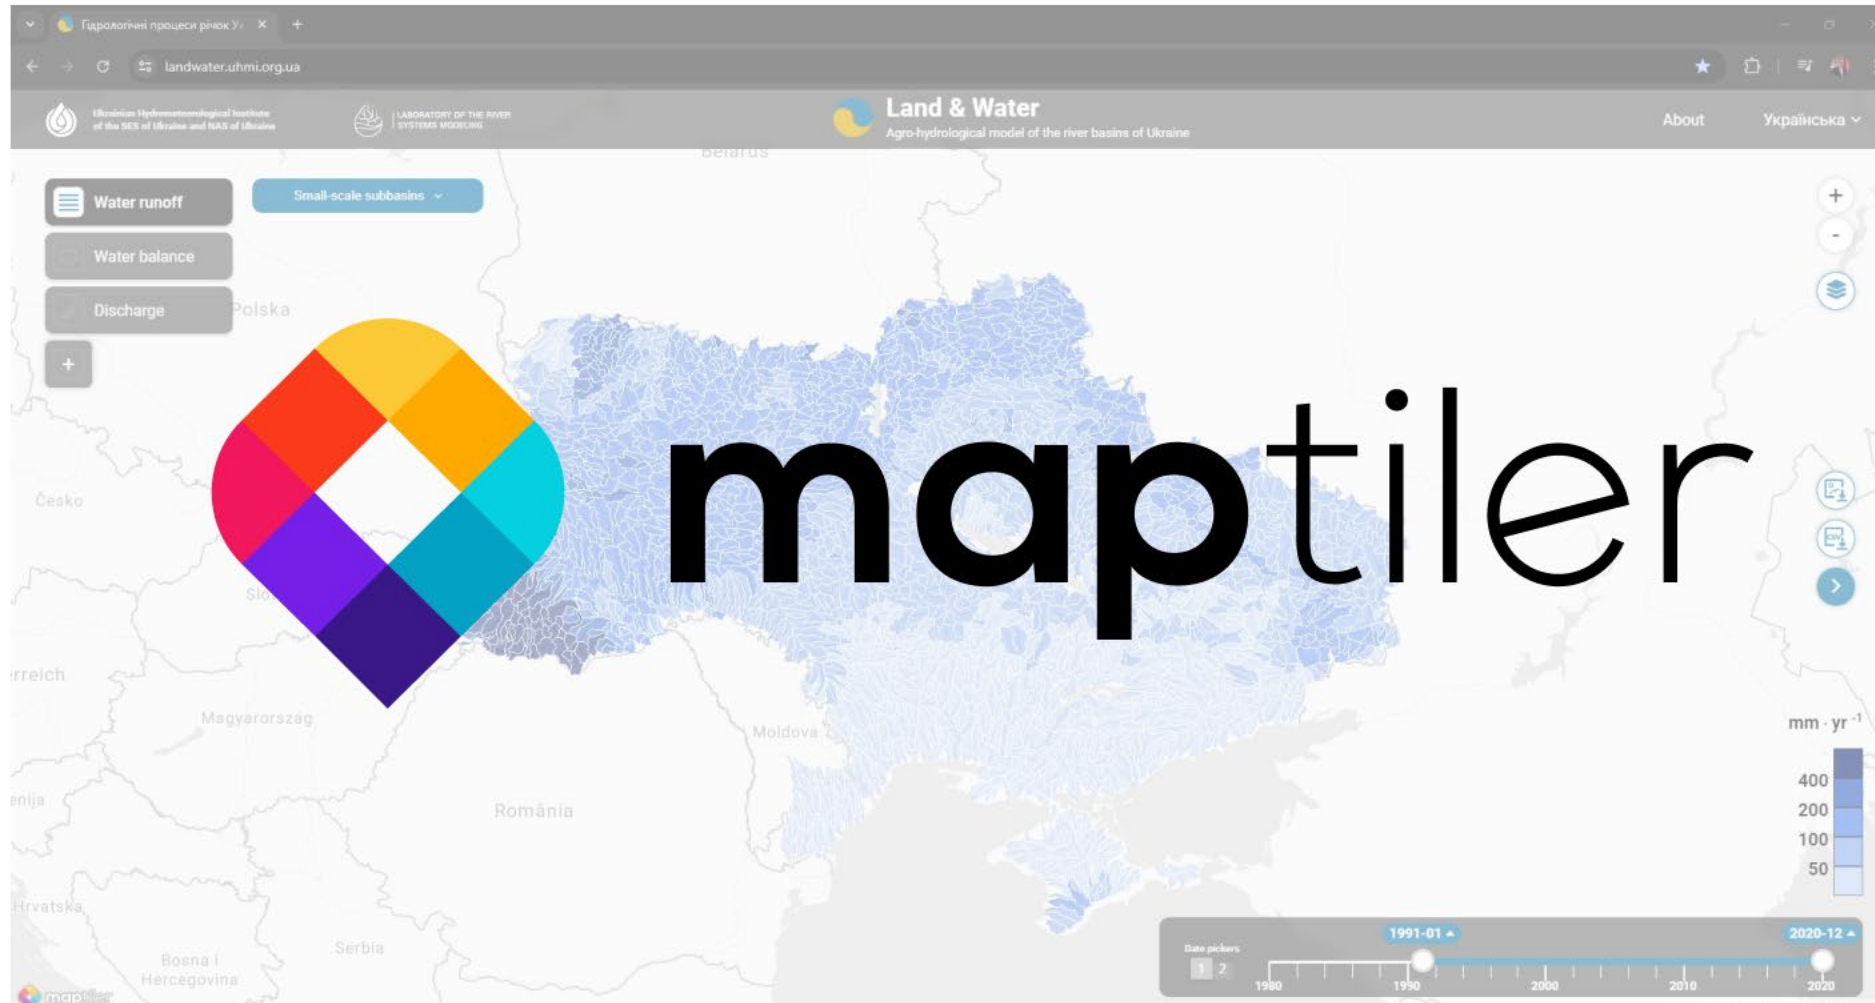 Гідрологічні процеси річок Ук
landwater.uhmi.org.ua
Ukrainian Hydrometeorological Institute
of the SES of Ukraine and NAS of Ukraine
LABORATORY OF THE RIVER
SYSTEMS MODELING
Land & Water
Agro-hydrological model of the river basins of Ukraine
About
Українська
Belarus
Water runoff
Small-scale subbasins
+
-
Water balance
Discharge
Polska
+
maptiler
Česko
Slo
CSV
rreich
Magyarország
Moldova
mm · yr -1
400
200
100
50
enija
România
Hrvatska
Serbia
Bosna i
Hercegovina
1991-01
2020-12
Date pickers
1 2
1980 1990 2000 2010 2020
maptiler